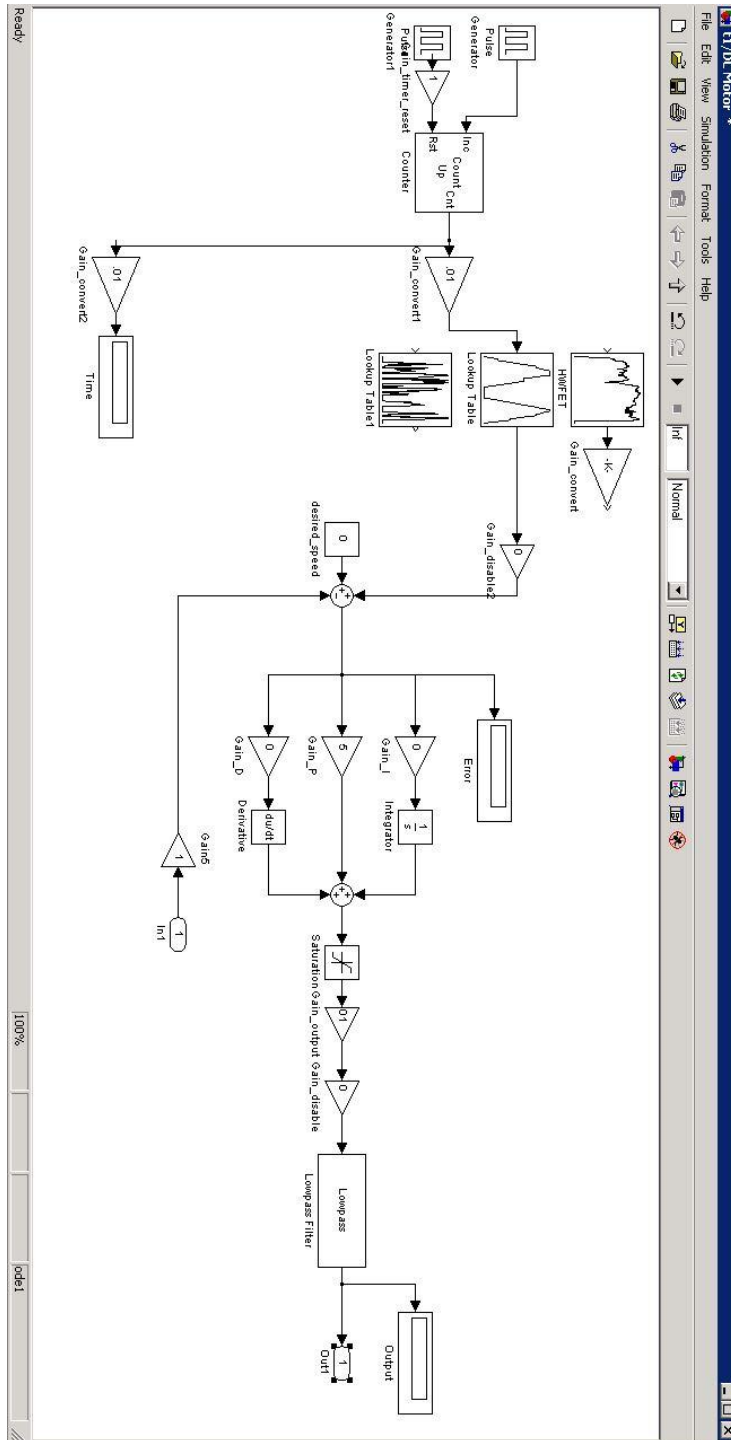 t1/DC Motor *
File Edit View Simulation Format Tools Help
Inf
Normal
HWFET
-K-
Gain_convert
Pulse
Generator
Pulse
Generator1
1
Gain_timer_reset
Inc
Rst
Count
Up
Cnt
Counter
.01
Gain_convert1
Lookup Table
Lookup Table1
.01
Gain_convert2
Time
0
Gain_disable2
0
desired_speed
Error
0
Gain_I
1
s
Integrator
5
Gain_P
0
Gain_D
du/dt
Derivative
Saturation
01
Gain_output
0
Gain_disable
Lowpass
Lowpass Filter
Output
1
Out1
1
Gain5
1
In1
Ready
100%
ode1